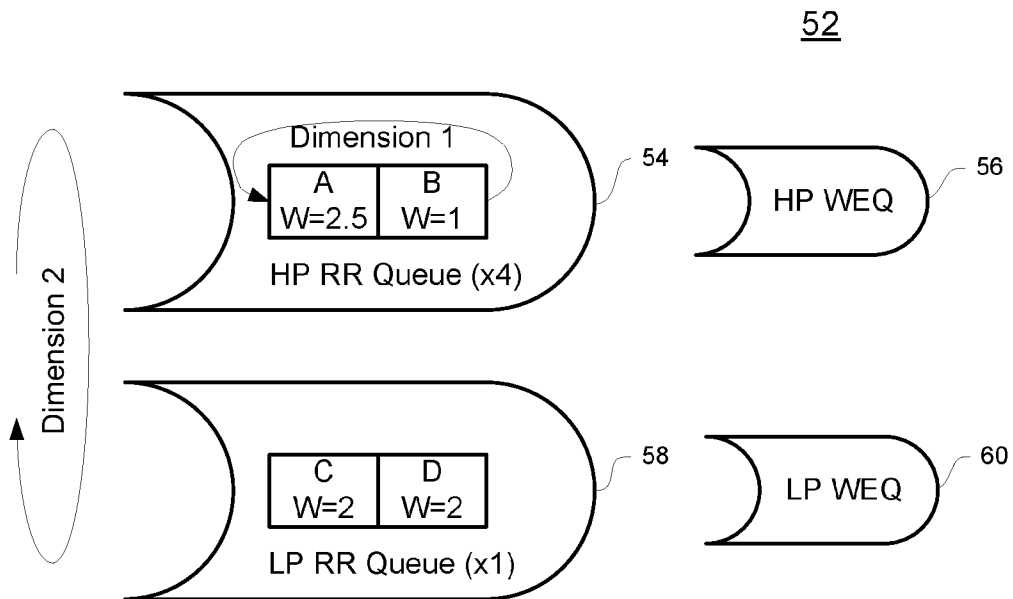 52
Dimension 1
A B
W=2.5 W=1
HP RR Queue (x4)
54
HP WEQ
56
Dimension 2
C D
W=2 W=2
LP RR Queue (x1)
58
LP WEQ
60